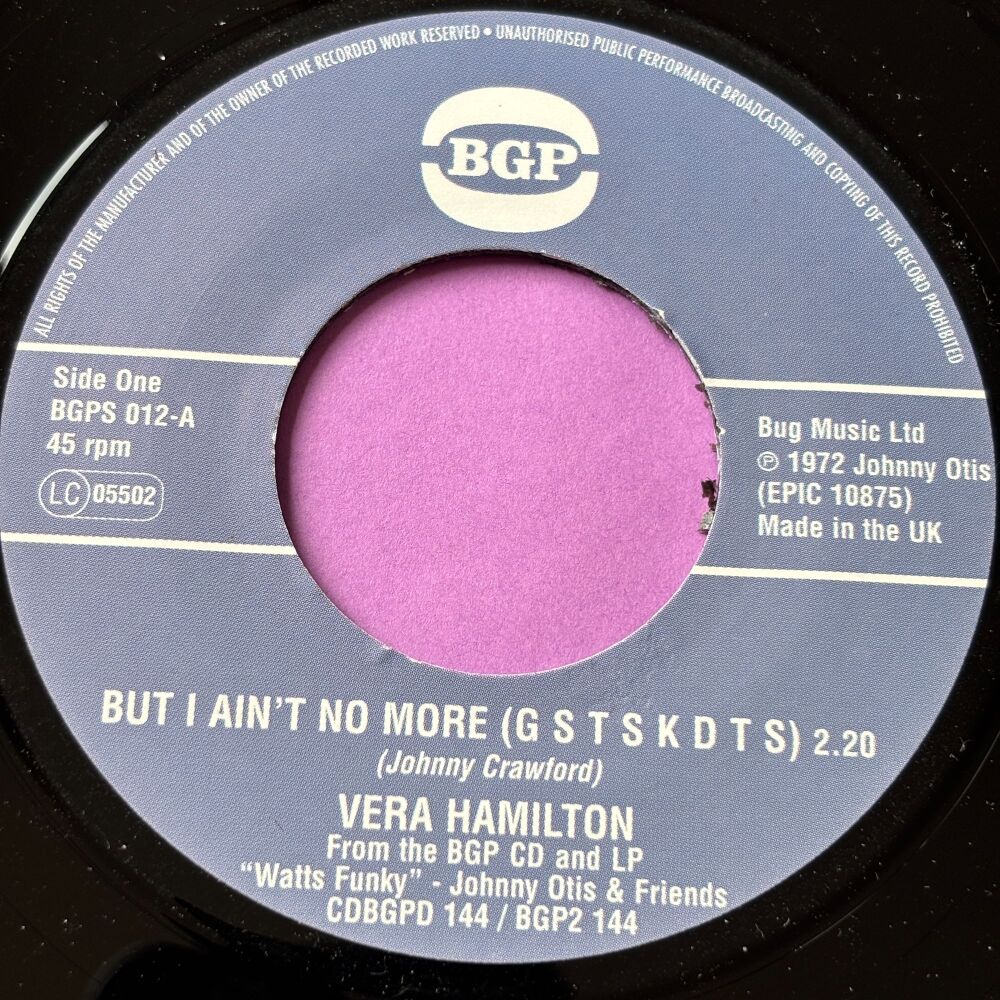 ALL RIGHTS OF THE MANUFACTURER AND OF THE OWNER OF THE RECORDED WORK RESERVED • UNAUTHORISED PUBLIC PERFORMANCE BROADCASTING AND COPYING OF THIS RECORD PROHIBITED
BGP
Side One
BGPS 012-A
45 rpm
LC 05502
Bug Music Ltd
℗ 1972 Johnny Otis
(EPIC 10875)
Made in the UK
BUT I AIN'T NO MORE (G S T S K D T S) 2.20
(Johnny Crawford)
VERA HAMILTON
From the BGP CD and LP
“Watts Funky” - Johnny Otis & Friends
CDBGPD 144 / BGP2 144